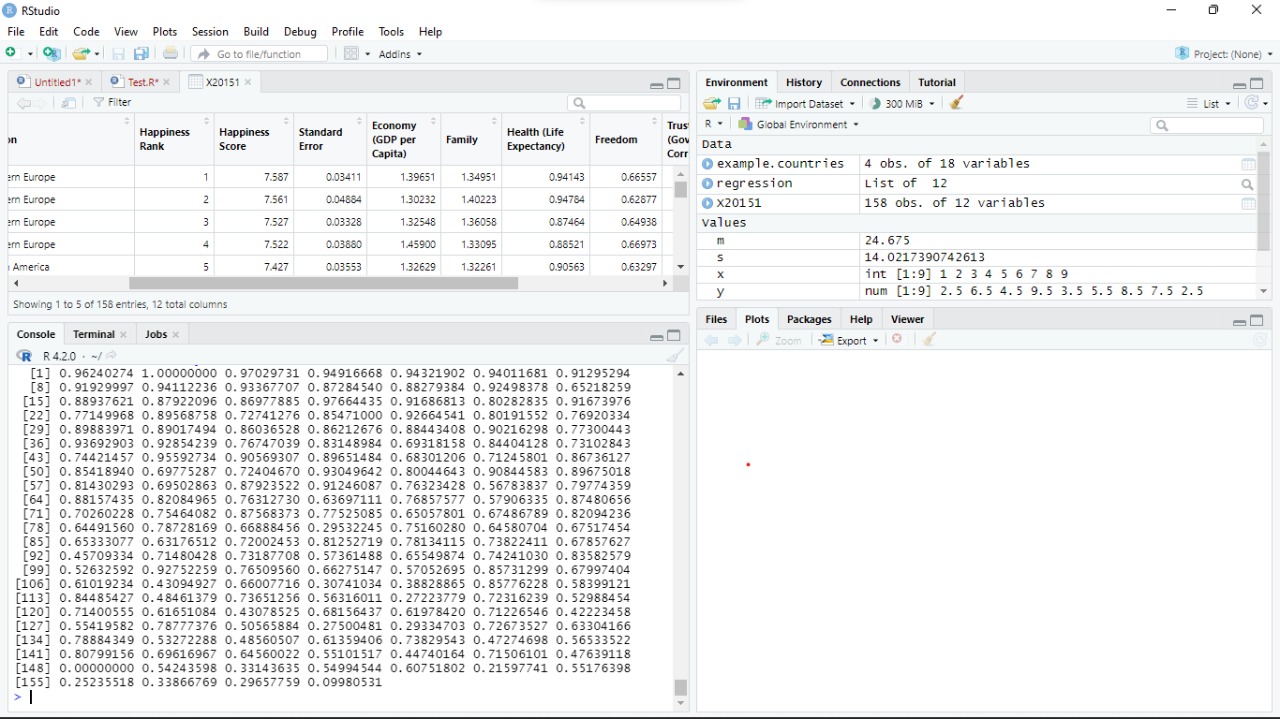 RStudio
File Edit Code View Plots Session Build Debug Profile Tools Help
Go to file/function Addins Project: (None)
Untitled1* Test.R* X20151
Filter
on Happiness Rank Happiness Score Standard Error Economy (GDP per Capita) Family Health (Life Expectancy) Freedom Trust (Gov Corr
ern Europe 1 7.587 0.03411 1.39651 1.34951 0.94143 0.66557
ern Europe 2 7.561 0.04884 1.30232 1.40223 0.94784 0.62877
ern Europe 3 7.527 0.03328 1.32548 1.36058 0.87464 0.64938
ern Europe 4 7.522 0.03880 1.45900 1.33095 0.88521 0.66973
America 5 7.427 0.03553 1.32629 1.32261 0.90563 0.63297
Showing 1 to 5 of 158 entries, 12 total columns
Console Terminal Jobs
R 4.2.0 · ~/
[1] 0.96240274 1.00000000 0.97029731 0.94916668 0.94321902 0.94011681 0.91295294
[8] 0.91929997 0.94112236 0.93367707 0.87284540 0.88279384 0.92498378 0.65218259
[15] 0.88937621 0.87922096 0.86977885 0.97664435 0.91686813 0.80282835 0.91673976
[22] 0.77149968 0.89568758 0.72741276 0.85471000 0.92664541 0.80191552 0.76920334
[29] 0.89883971 0.89017494 0.86036528 0.86212676 0.88443408 0.90216298 0.77300443
[36] 0.93692903 0.92854239 0.76747039 0.83148984 0.69318158 0.84404128 0.73102843
[43] 0.74421457 0.95592734 0.90569307 0.89651484 0.68301206 0.71245801 0.86736127
[50] 0.85418940 0.69775287 0.72404670 0.93049642 0.80044643 0.90844583 0.89675018
[57] 0.81430293 0.69502863 0.87923522 0.91246087 0.76323428 0.56783837 0.79774359
[64] 0.88157435 0.82084965 0.76312730 0.63697111 0.76857577 0.57906335 0.87480656
[71] 0.70260228 0.75464082 0.87568373 0.77525085 0.65057801 0.67486789 0.82094236
[78] 0.64491560 0.78728169 0.66888456 0.29532245 0.75160280 0.64580704 0.67517454
[85] 0.65333077 0.63176512 0.72002453 0.81252719 0.78134115 0.73822411 0.67857627
[92] 0.45709334 0.71480428 0.73187708 0.57361488 0.65549874 0.74241030 0.83582579
[99] 0.52632592 0.92752259 0.76509560 0.66275147 0.57052695 0.85731299 0.67997404
[106] 0.61019234 0.43094927 0.66007716 0.30741034 0.38828865 0.85776228 0.58399121
[113] 0.84485427 0.48461379 0.73651256 0.56316011 0.27223779 0.72316239 0.52988454
[120] 0.71400555 0.61651084 0.43078525 0.68156437 0.61978420 0.71226546 0.42223458
[127] 0.55419582 0.78777376 0.50565884 0.27500481 0.29334703 0.72673527 0.63304166
[134] 0.78884349 0.53272288 0.48560507 0.61359406 0.73829543 0.47274698 0.56533522
[141] 0.80799156 0.69616967 0.64560022 0.55101517 0.44740164 0.71506101 0.47639118
[148] 0.00000000 0.54243598 0.33143635 0.54994544 0.60751802 0.21597741 0.55176398
[155] 0.25235518 0.33866769 0.29657759 0.09980531
>
Environment History Connections Tutorial
Import Dataset 300 MiB List
R Global Environment
Data
example.countries 4 obs. of 18 variables
regression List of 12
X20151 158 obs. of 12 variables
Values
m 24.675
s 14.0217390742613
x int [1:9] 1 2 3 4 5 6 7 8 9
y num [1:9] 2.5 6.5 4.5 9.5 3.5 5.5 8.5 7.5 2.5
Files Plots Packages Help Viewer
Zoom Export